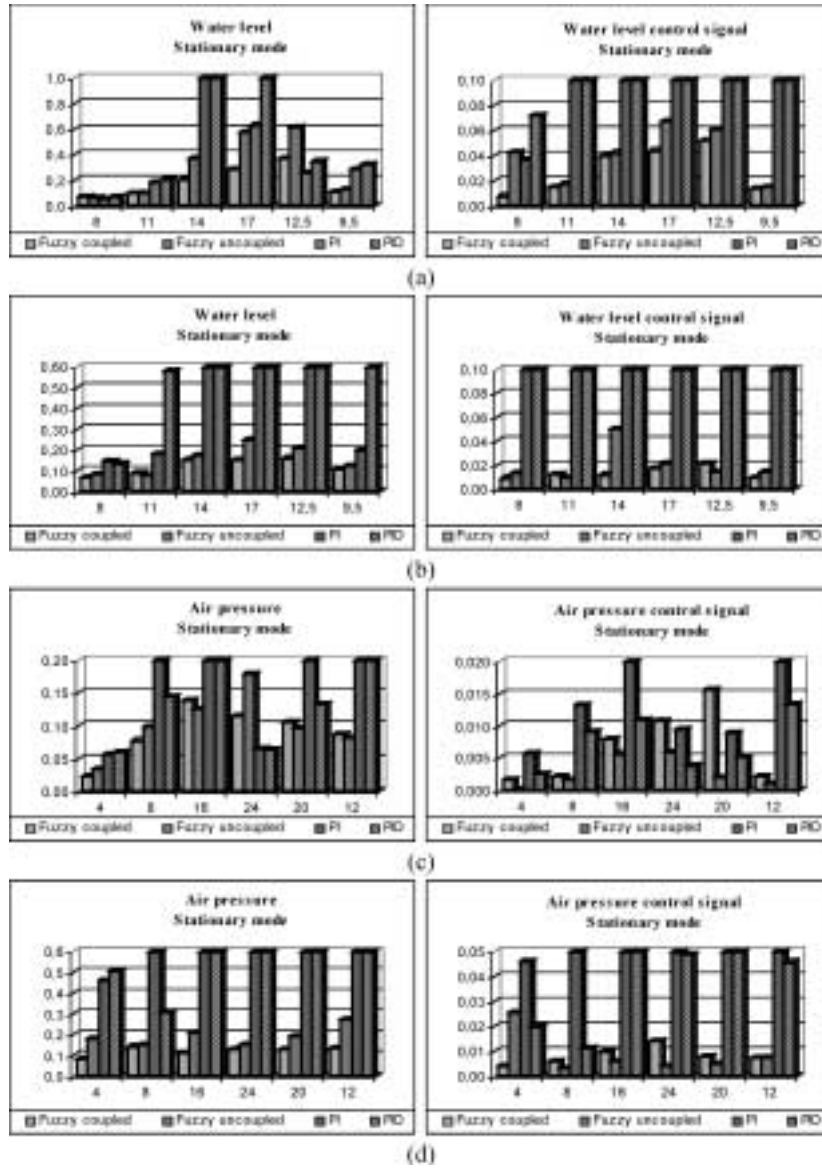 Water level
Stationary mode
1,0
0,8
0,6
0,4
0,2
0,0
8 11 14 17 12,5 9,5
Fuzzy coupled Fuzzy uncoupled PI PID
Water level control signal
Stationary mode
0,10
0,08
0,06
0,04
0,02
0,00
8 11 14 17 12,5 9,5
Fuzzy coupled Fuzzy uncoupled PI PID
(a)
Water level
Stationary mode
0,60
0,50
0,40
0,30
0,20
0,10
0,00
8 11 14 17 12,5 9,5
Fuzzy coupled Fuzzy uncoupled PI PID
Water level control signal
Stationary mode
0,10
0,08
0,06
0,04
0,02
0,00
8 11 14 17 12,5 9,5
Fuzzy coupled Fuzzy uncoupled PI PID
(b)
Air pressure
Stationary mode
0,20
0,15
0,10
0,05
0,00
4 8 16 24 20 12
Fuzzy coupled Fuzzy uncoupled PI PID
Air pressure control signal
Stationary mode
0,020
0,015
0,010
0,005
0,000
4 8 16 24 20 12
Fuzzy coupled Fuzzy uncoupled PI PID
(c)
Air pressure
Stationary mode
0,6
0,5
0,4
0,3
0,2
0,1
0,0
4 8 16 24 20 12
Fuzzy coupled Fuzzy uncoupled PI PID
Air pressure control signal
Stationary mode
0,05
0,04
0,03
0,02
0,01
0,00
4 8 16 24 20 12
Fuzzy coupled Fuzzy uncoupled PI PID
(d)